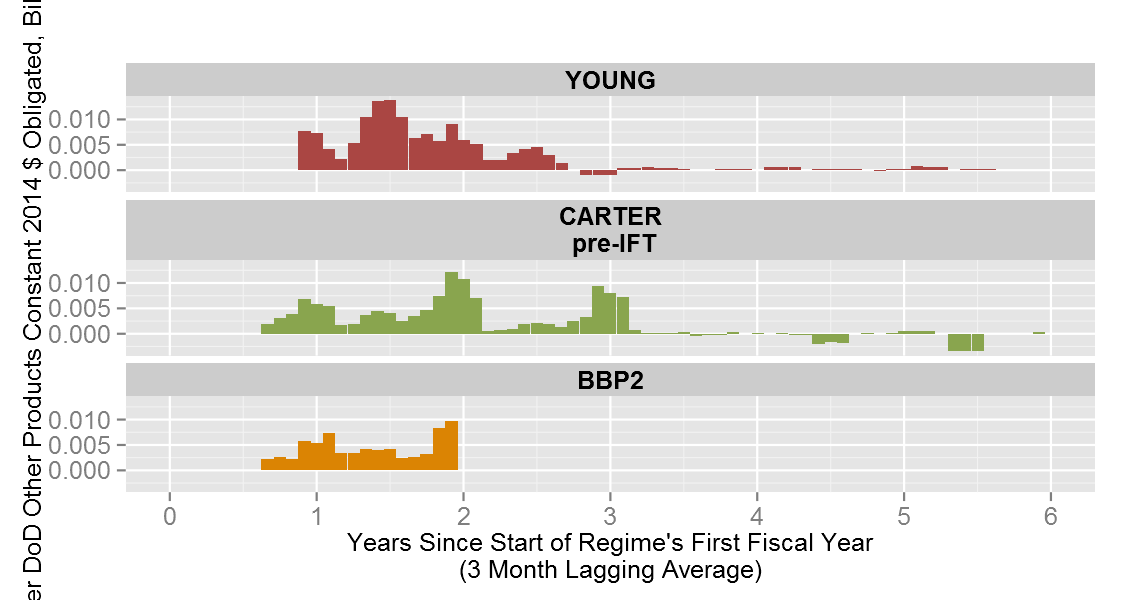 DoD Other Products Constant 2014 $ Obligated,
YOUNG
0.010
0.005
0.000
CARTER
pre-IFT
0.010
0.005
0.000
BBP2
0.010
0.005
0.000
0 1 2 3 4 5 6
Years Since Start of Regime's First Fiscal Year
(3 Month Lagging Average)